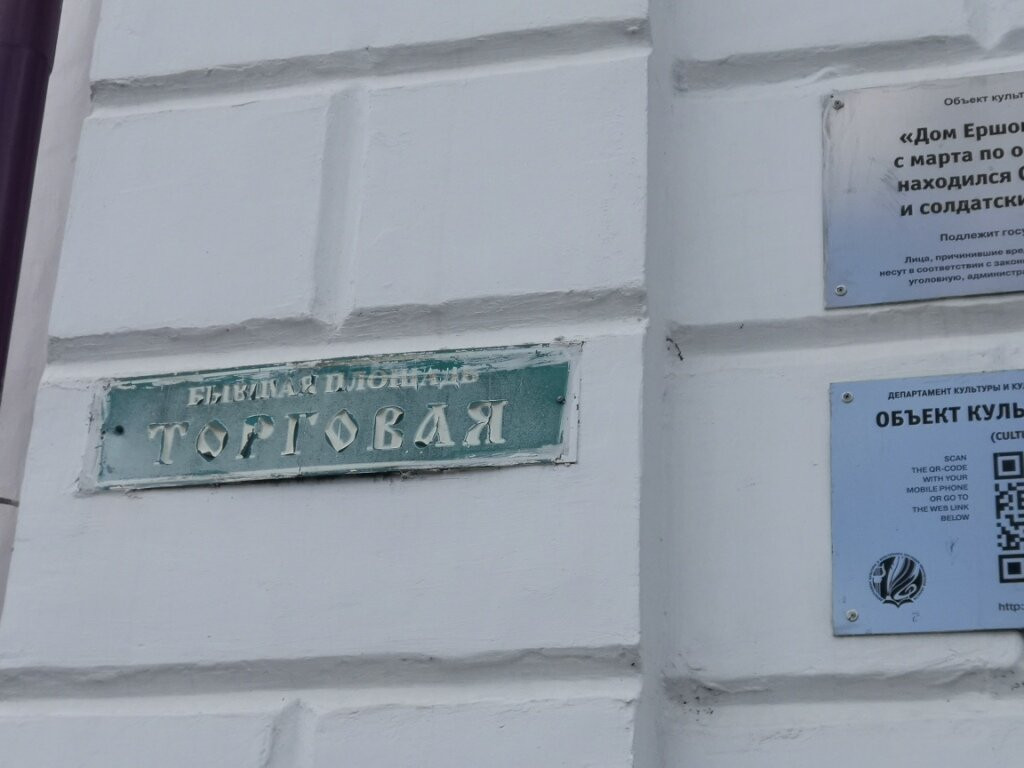 БЫВШАЯ ПЛОЩАДЬ
ТОРГОВАЯ
Объект культ
«Дом Ершо
с марта по о
находился С
и солдатски
Подлежит госу
Лица, причинившие вре
несут в соответствии с закон
уголовную, администра
ДЕПАРТАМЕНТ КУЛЬТУРЫ И КУ
ОБЪЕКТ КУЛЬ
(CULT
SCAN
THE QR-CODE
WITH YOUR
MOBILE PHONE
OR GO TO
THE WEB LINK
BELOW
http: